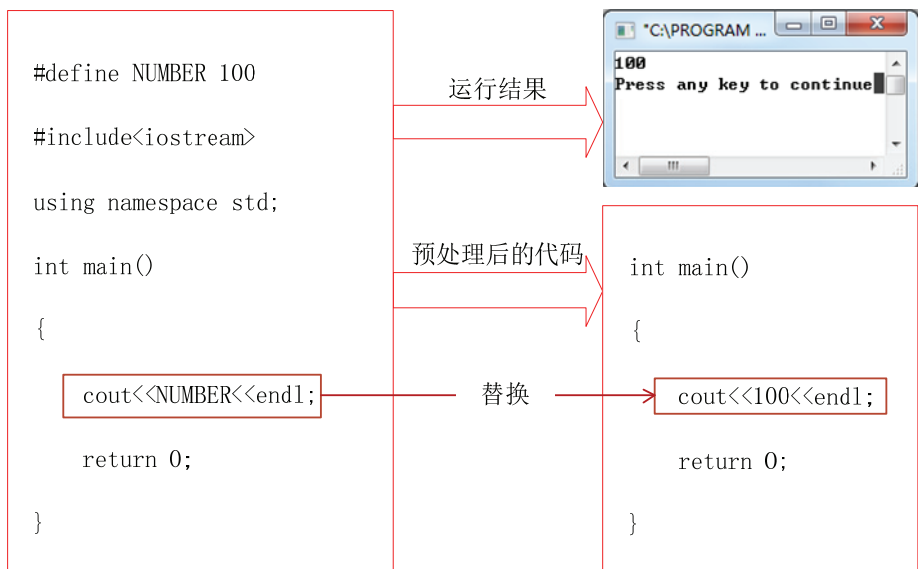 #define NUMBER 100
#include<iostream>
using namespace std;
int main()
{
cout<<NUMBER<<endl;
return 0;
}
运行结果
"C:\PROGRAM ...
100
Press any key to continue
预处理后的代码
替换
int main()
{
cout<<100<<endl;
return 0;
}